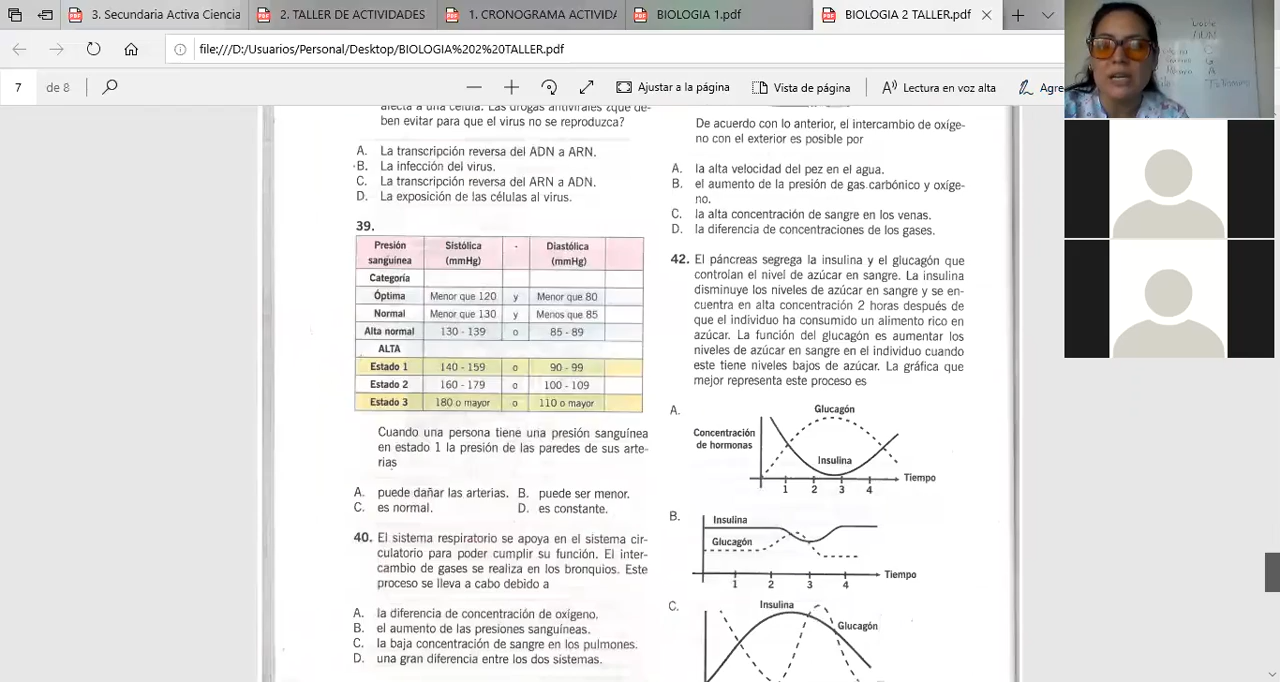 3. Secundaria Activa Ciencia
2. TALLER DE ACTIVIDADES
1. CRONOGRAMA ACTIVIDA
BIOLOGIA 1.pdf
BIOLOGIA 2 TALLER.pdf
file:///D:/Usuarios/Personal/Desktop/BIOLOGIA%202%20TALLER.pdf
7 de 8
Ajustar a la página
Vista de página
Lectura en voz alta
Agre
afecta a una célula. Las drogas antivirales ¿qué de-
ben evitar para que el virus no se reproduzca?
A. La transcripción reversa del ADN a ARN.
B. La infección del virus.
C. La transcripción reversa del ARN a ADN.
D. La exposición de las células al virus.
39.
Presión sanguínea Sistólica (mmHg) - Diastólica (mmHg)
Categoría
Óptima Menor que 120 y Menor que 80
Normal Menor que 130 y Menos que 85
Alta normal 130 - 139 o 85 - 89
ALTA
Estado 1 140 - 159 o 90 - 99
Estado 2 160 - 179 o 100 - 109
Estado 3 180 o mayor o 110 o mayor
Cuando una persona tiene una presión sanguínea
en estado 1 la presión de las paredes de sus arte-
rias
A. puede dañar las arterias. B. puede ser menor.
C. es normal. D. es constante.
40. El sistema respiratorio se apoya en el sistema cir-
culatorio para poder cumplir su función. El inter-
cambio de gases se realiza en los bronquios. Este
proceso se lleva a cabo debido a
A. la diferencia de concentración de oxígeno.
B. el aumento de las presiones sanguíneas.
C. la baja concentración de sangre en los pulmones.
D. una gran diferencia entre los dos sistemas.
De acuerdo con lo anterior, el intercambio de oxíge-
no con el exterior es posible por
A. la alta velocidad del pez en el agua.
B. el aumento de la presión de gas carbónico y oxíge-
no.
C. la alta concentración de sangre en las venas.
D. la diferencia de concentraciones de los gases.
42. El páncreas segrega la insulina y el glucagón que
controlan el nivel de azúcar en sangre. La insulina
disminuye los niveles de azúcar en sangre y se en-
cuentra en alta concentración 2 horas después de
que el individuo ha consumido un alimento rico en
azúcar. La función del glucagón es aumentar los
niveles de azúcar en sangre en el individuo cuando
este tiene niveles bajos de azúcar. La gráfica que
mejor representa este proceso es
A.
Glucagón
Concentración
de hormonas
Insulina
Tiempo
1 2 3 4
B.
Insulina
Glucagón
Tiempo
1 2 3 4
C.
Insulina
Glucagón
ADN